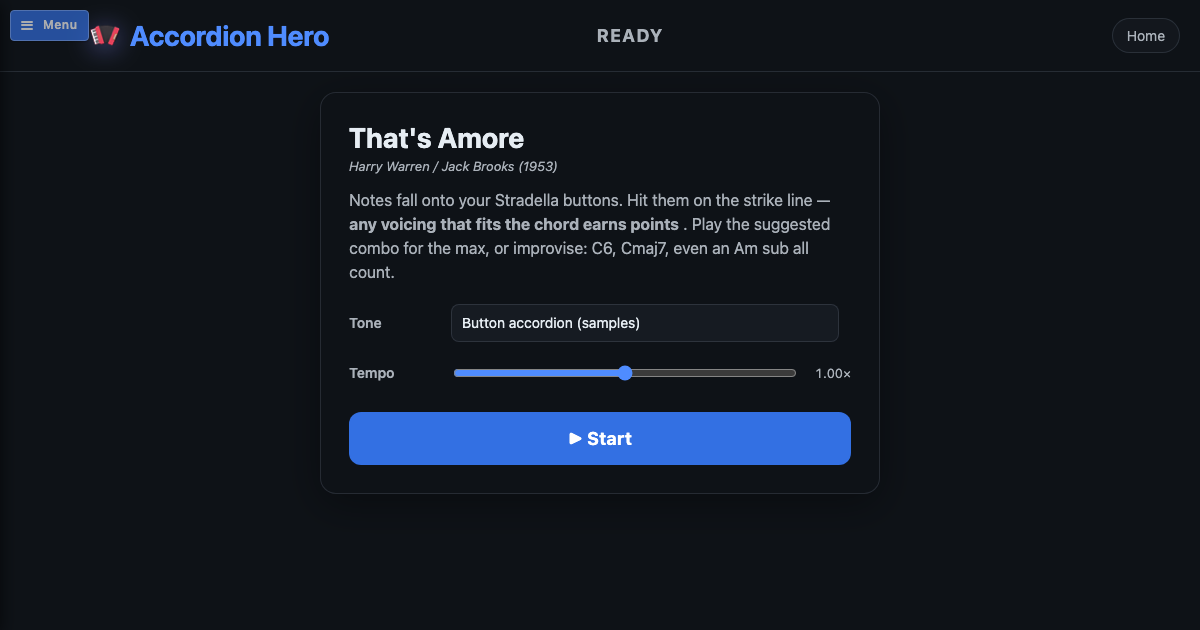 Menu
Accordion Hero
READY
Home
That's Amore
Harry Warren / Jack Brooks (1953)
Notes fall onto your Stradella buttons. Hit them on the strike line —
any voicing that fits the chord earns points . Play the suggested
combo for the max, or improvise: C6, Cmaj7, even an Am sub all
count.
Tone
Button accordion (samples)
Tempo
1.00×
Start